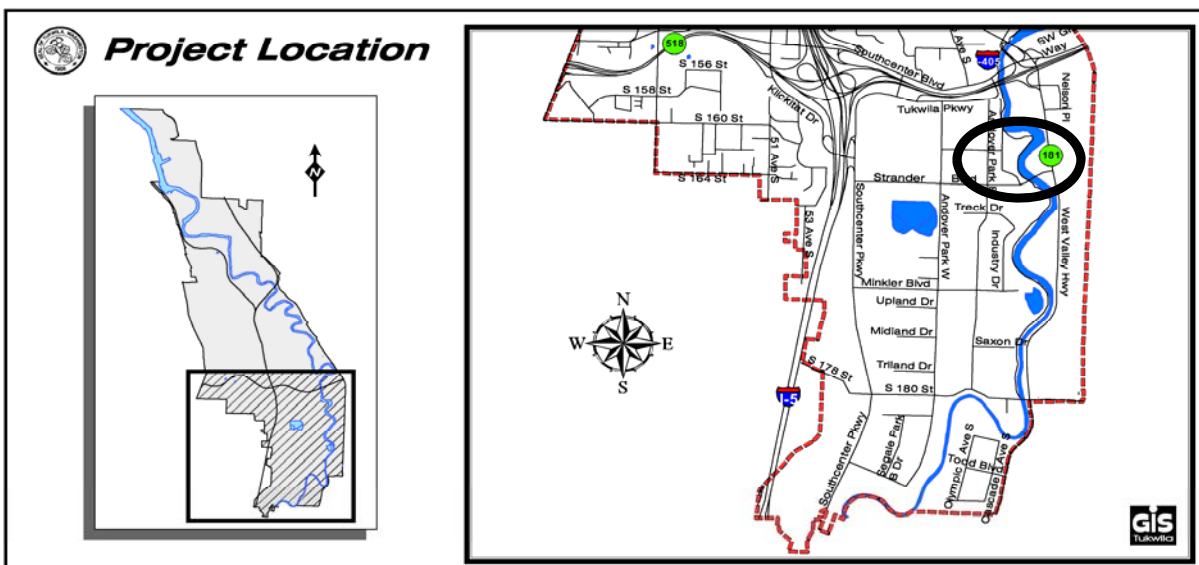 Project Location
N
518
S 156 St
S 158 St
S 160 St
S 164 St
Klickitat Dr
51 Ave S
53 Ave S
Southcenter Blvd
Ave S
I-405
SW
Way
Nelson Pl
Tukwila Pkwy
Andover Park
181
Strander
Southcenter Pkwy
Andover Park W
Treck Dr
Industry Dr
West Valley Hwy
Minkler Blvd
Upland Dr
Midland Dr
Triland Dr
Saxon Dr
S 178 St
S 180 St
I-5
Southcenter Pkwy
Segale Park
B Dr
Olympic
Ave S
Todd Blvd
Cascade Ave S
N
W
E
S
GIS
Tukwila